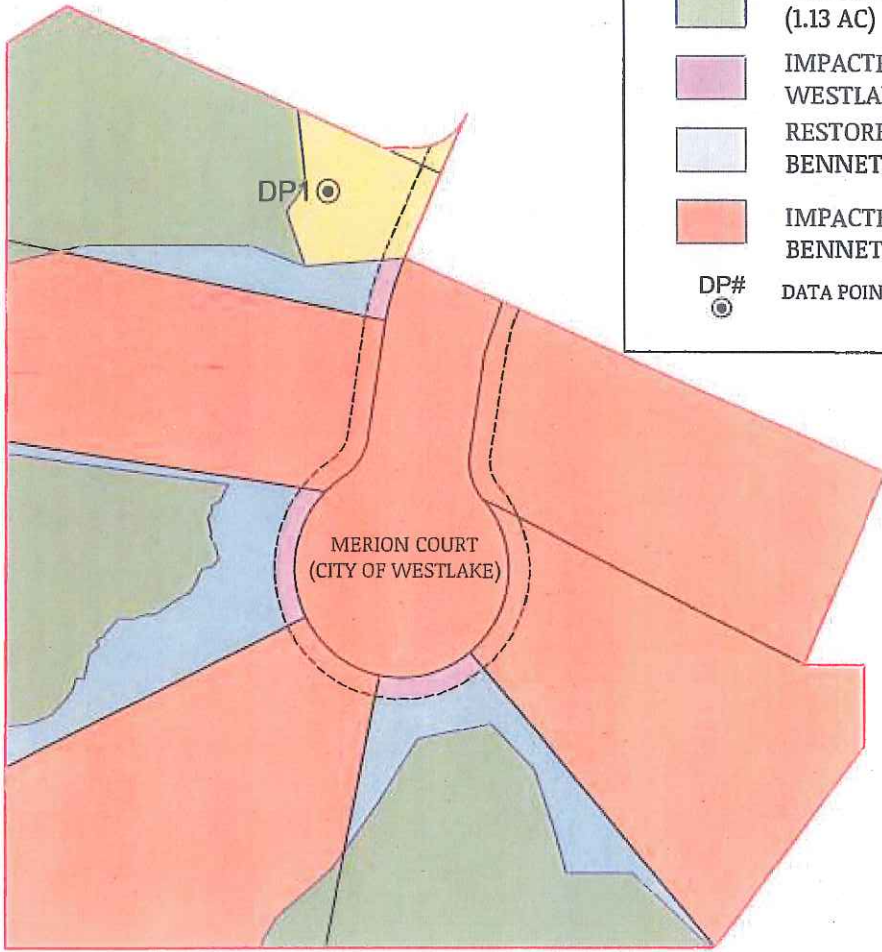 (1.13 AC)
IMPACTE
WESTLA
RESTORE
BENNET
IMPACTE
BENNET
DP#
DATA POIN
DP1
MERION COURT
(CITY OF WESTLAKE)